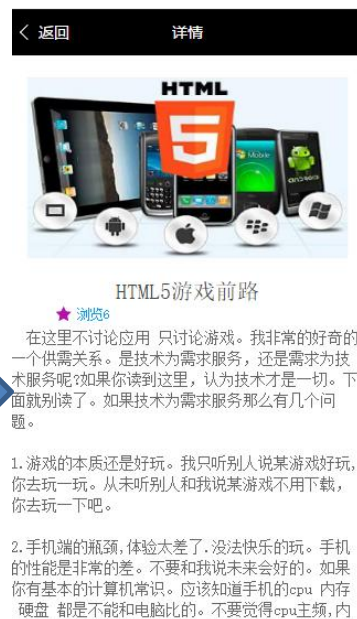 返回 详情
HTML
5
Mobile
ANDROID
HTML5游戏前路
浏览6
在这里不讨论应用 只讨论游戏。我非常的好奇的
一个供需关系。是技术为需求服务，还是需求为技
术服务呢?如果你读到这里，认为技术才是一切。下
面就别读了。如果技术为需求服务那么有几个问
题。
1.游戏的本质还是好玩。我只听别人说某游戏好玩,
你去玩一玩。从未听别人和我说某游戏不用下载，
你去玩一下吧。
2.手机端的瓶颈,体验太差了.没法快乐的玩。手机
的性能是非常的差。不要和我说未来会好的。如果
你有基本的计算机常识。应该知道手机的cpu 内存
硬盘 都是不能和电脑比的。不要觉得cpu主频,内